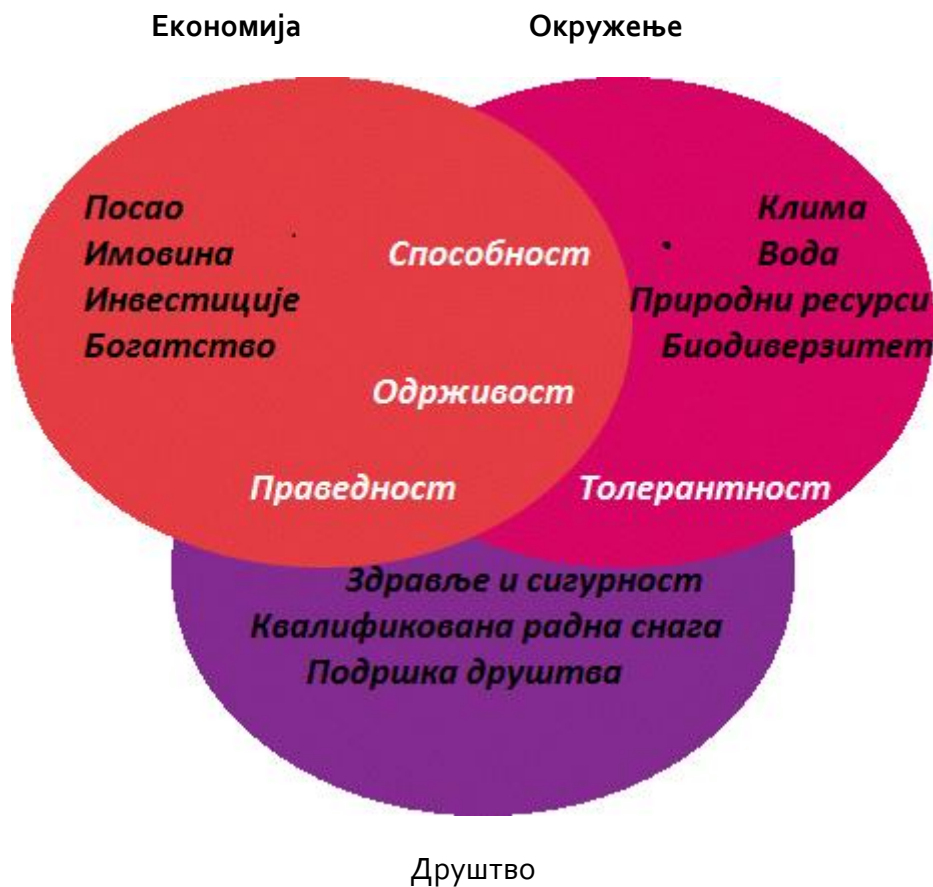 Економија Окружење
Посао
Клима
Имовина
Способност
Вода
Инвестиције
Природни ресурси
Богатство
Биодиверзитет
Одрживост
Праведност
Толерантност
Здравље и сигурност
Квалификована радна снага
Подршка друштва
Друштво